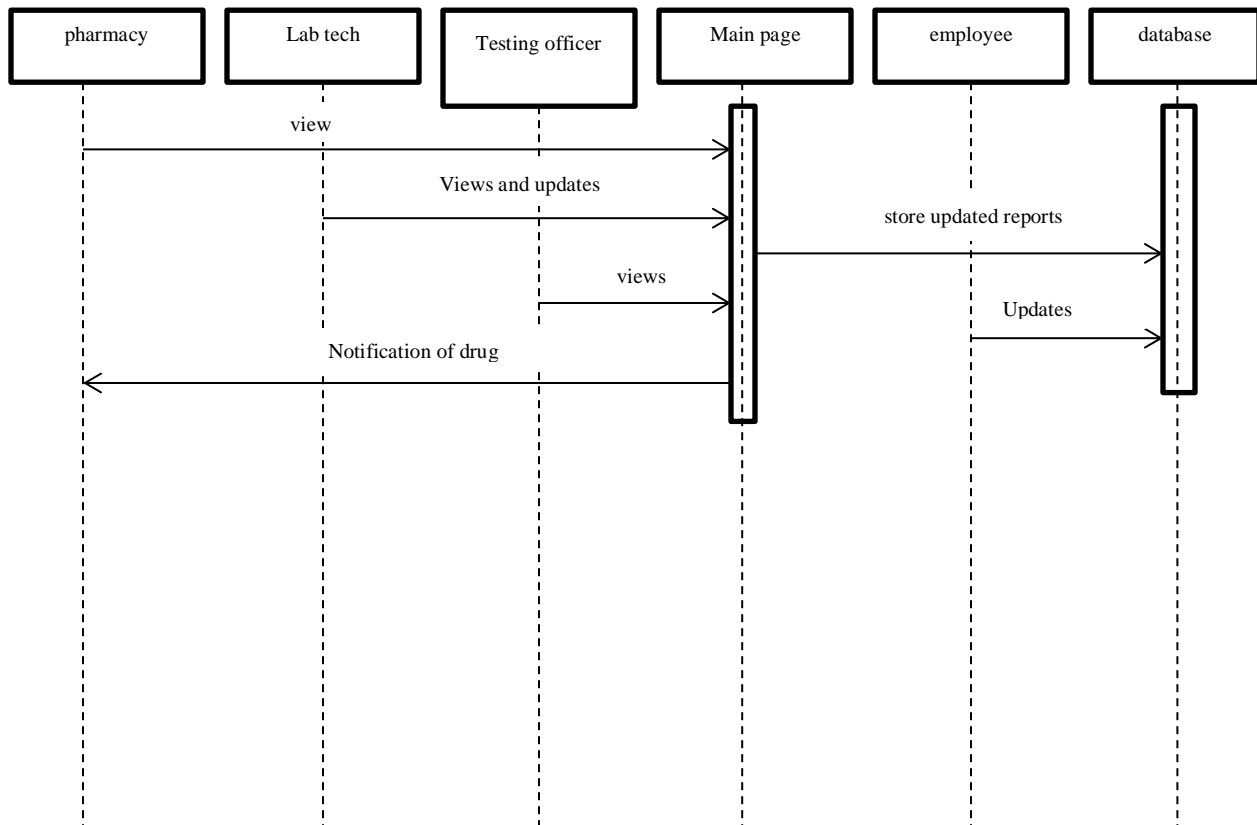 pharmacy
Lab tech
Testing officer
Main page
employee
database
view
Views and updates
store updated reports
views
Updates
Notification of drug